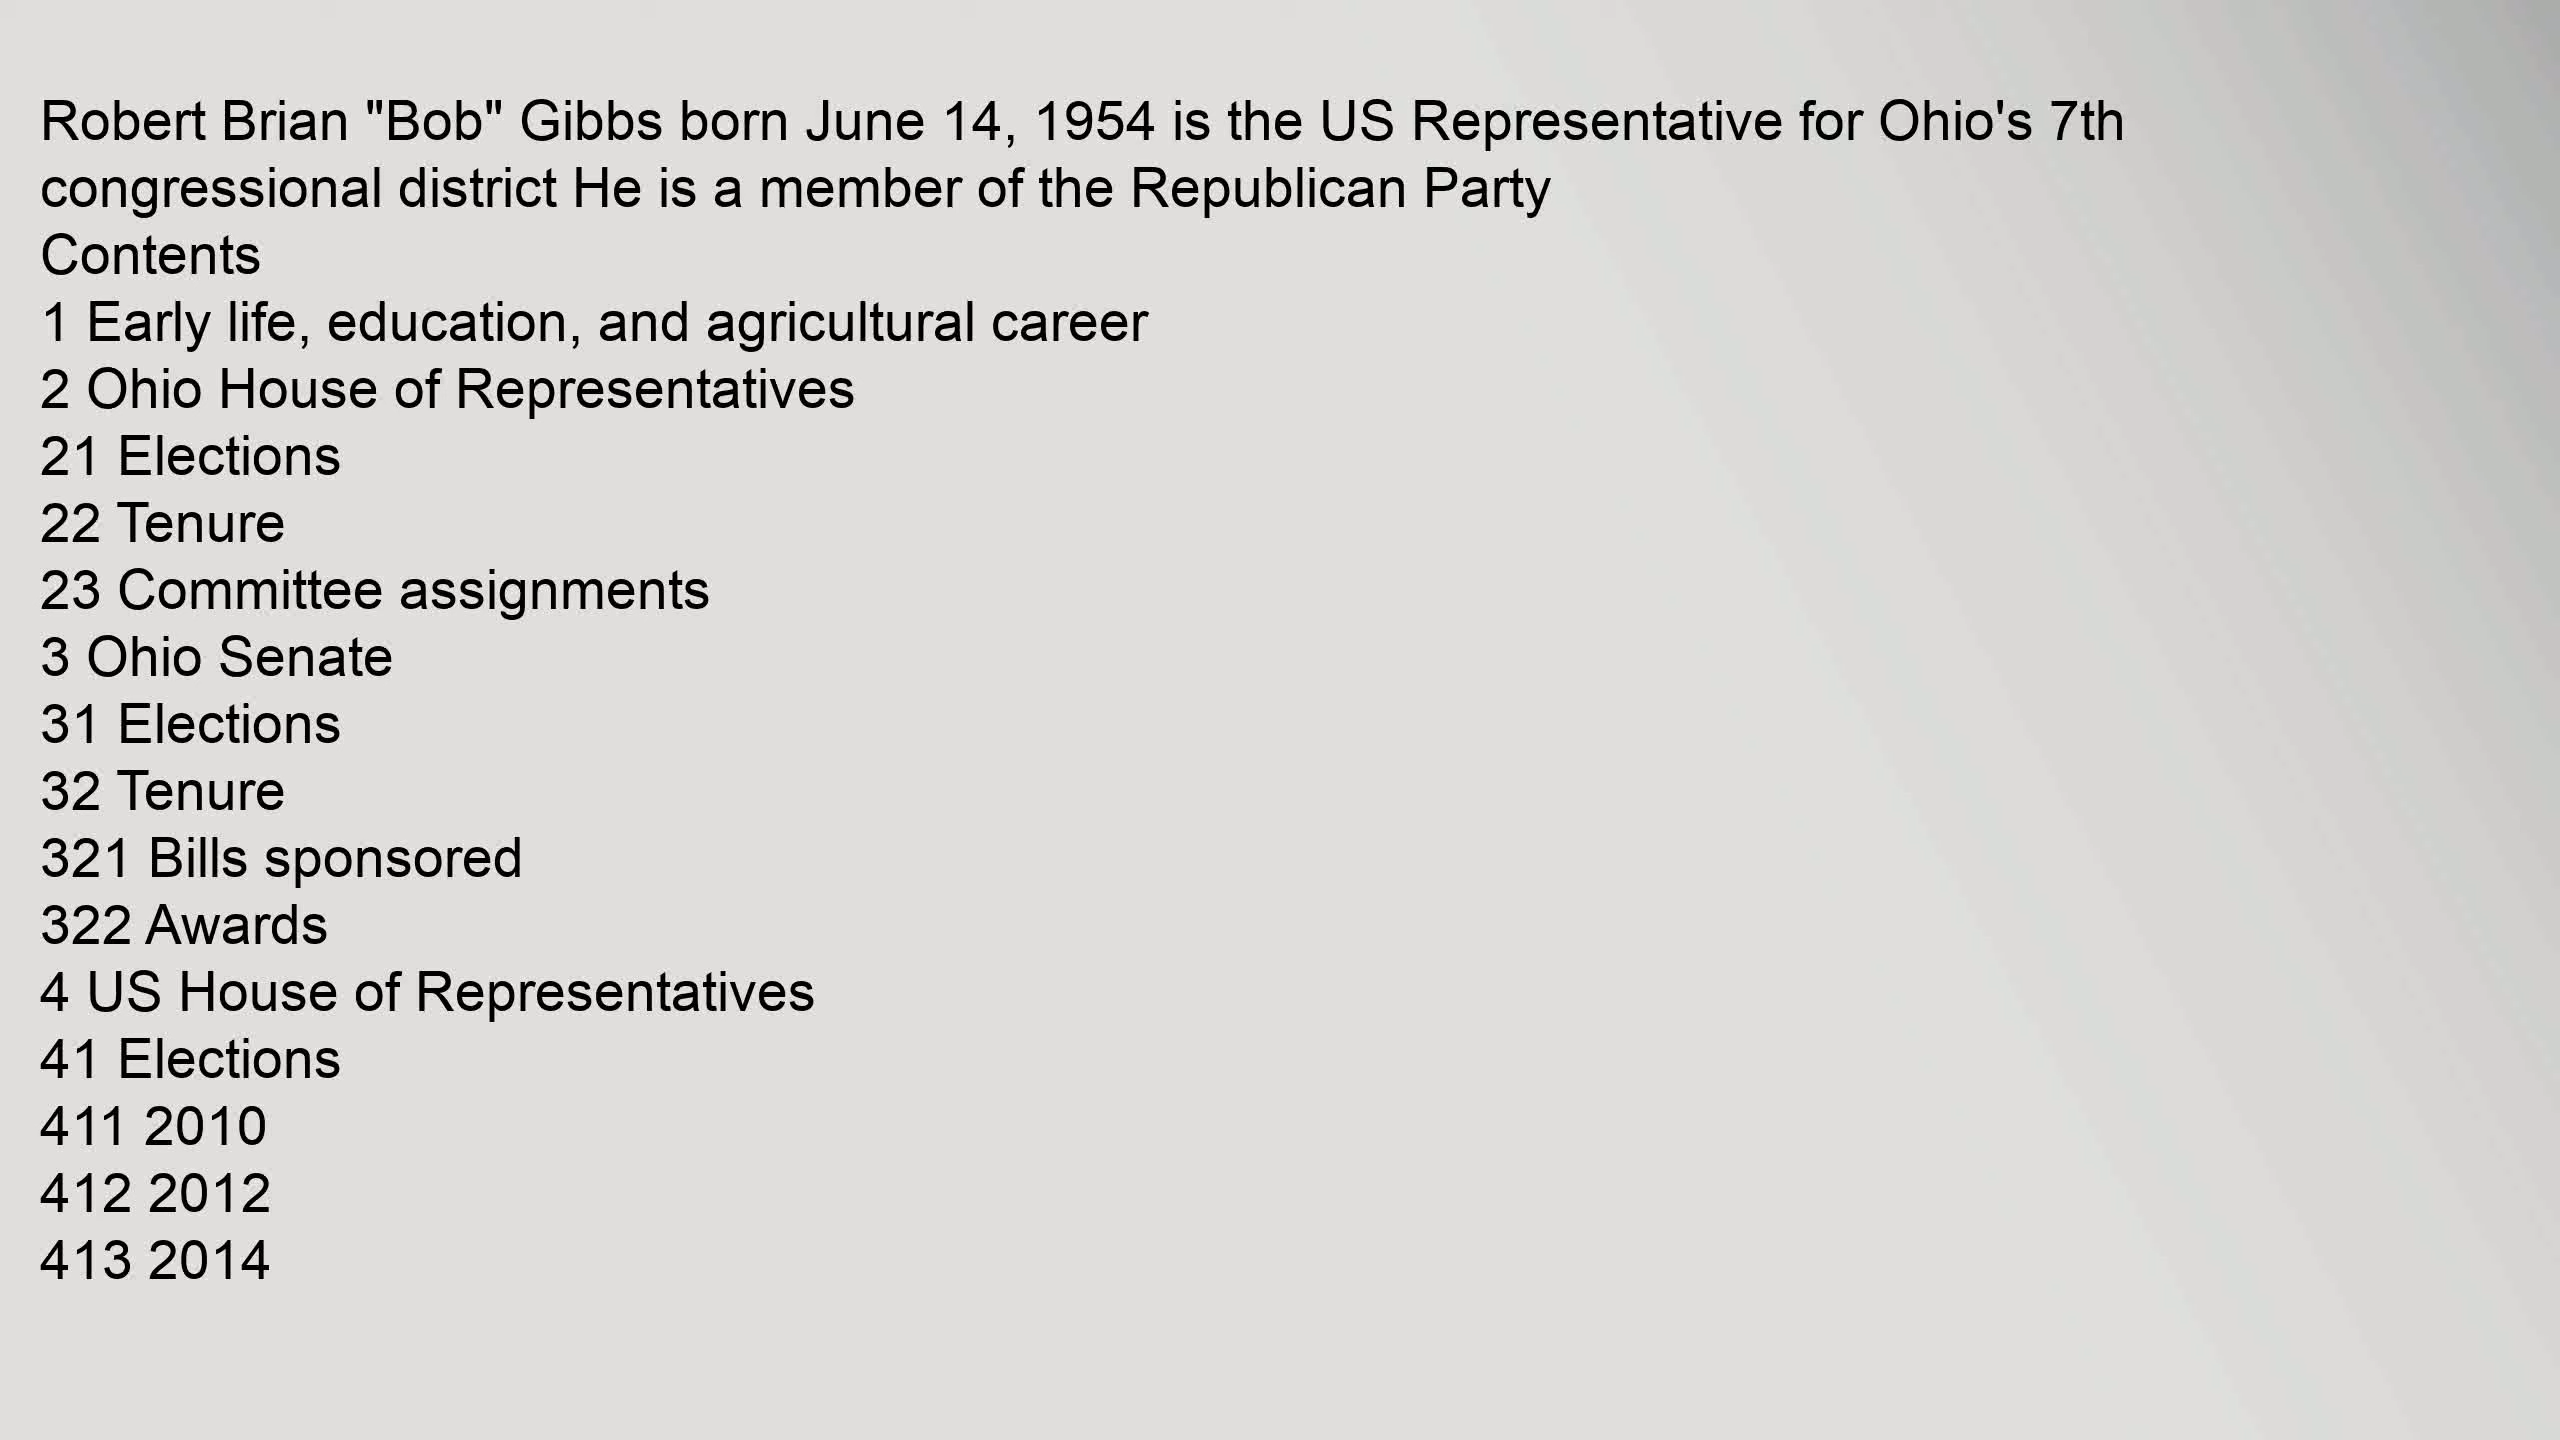 Robert Brian "Bob" Gibbs born June 14, 1954 is the US Representative for Ohio's 7th
congressional district He is a member of the Republican Party
Contents
1 Early life, education, and agricultural career
2 Ohio House of Representatives
21 Elections
22 Tenure
23 Committee assignments
3 Ohio Senate
31 Elections
32 Tenure
321 Bills sponsored
322 Awards
4 US House of Representatives
41 Elections
411 2010
412 2012
413 2014